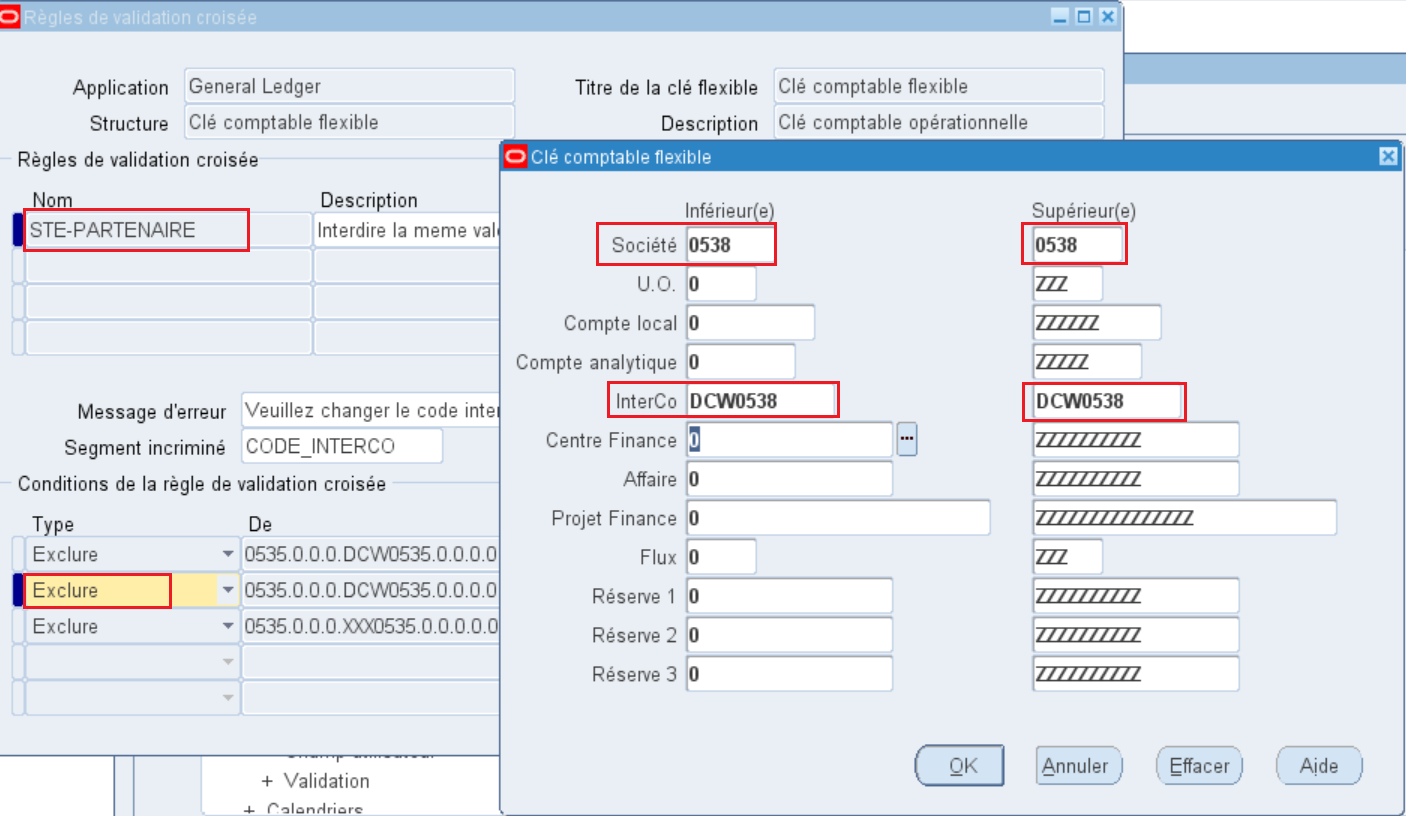 Règles de validation croisée
Application General Ledger Titre de la clé flexible Clé comptable flexible
Structure Clé comptable flexible Description Clé comptable opérationnelle
Règles de validation croisée
Nom Description
STE-PARTENAIRE Interdire la meme
Message d'erreur Veuillez changer le code
Segment incriminé CODE_INTERCO
Conditions de la règle de validation croisée
Type De
Exclure 0535.0.0.0.DCW0535.0.0.0.0
Exclure 0535.0.0.0.DCW0535.0.0.0.0
Exclure 0535.0.0.0.XXX0535.0.0.0.0.0
+ Validation
+ Calendriers
Clé comptable flexible
Inférieur(e) Supérieur(e)
Société 0538 0538
U.O. 0 ZZZ
Compte local 0 ZZZZZZ
Compte analytique 0 ZZZZZ
InterCo DCW0538 DCW0538
Centre Finance 0 ... ZZZZZZZZZZ
Affaire 0 ZZZZZZZZZZ
Projet Finance 0 ZZZZZZZZZZZZZZZ
Flux 0 ZZZ
Réserve 1 0 ZZZZZZZZZZ
Réserve 2 0 ZZZZZZZZZZ
Réserve 3 0 ZZZZZZZZZZ
OK Annuler Effacer Aide